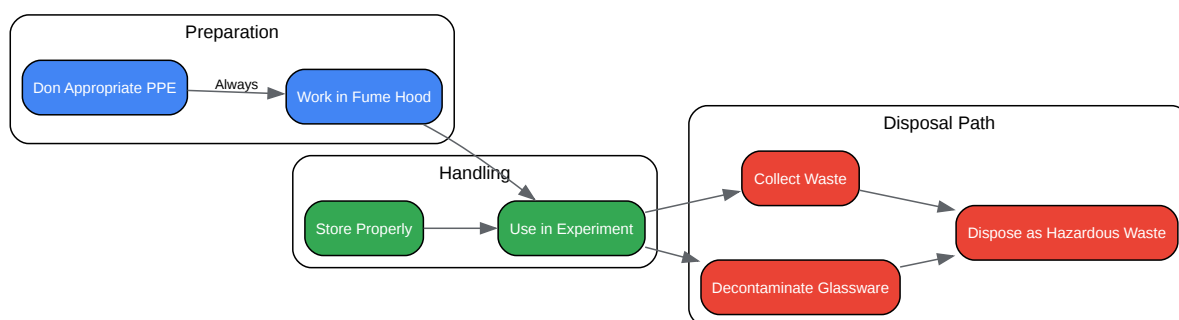 Preparation
Don Appropriate PPE
Always
Work in Fume Hood
Handling
Store Properly
Use in Experiment
Disposal Path
Collect Waste
Decontaminate Glassware
Dispose as Hazardous Waste